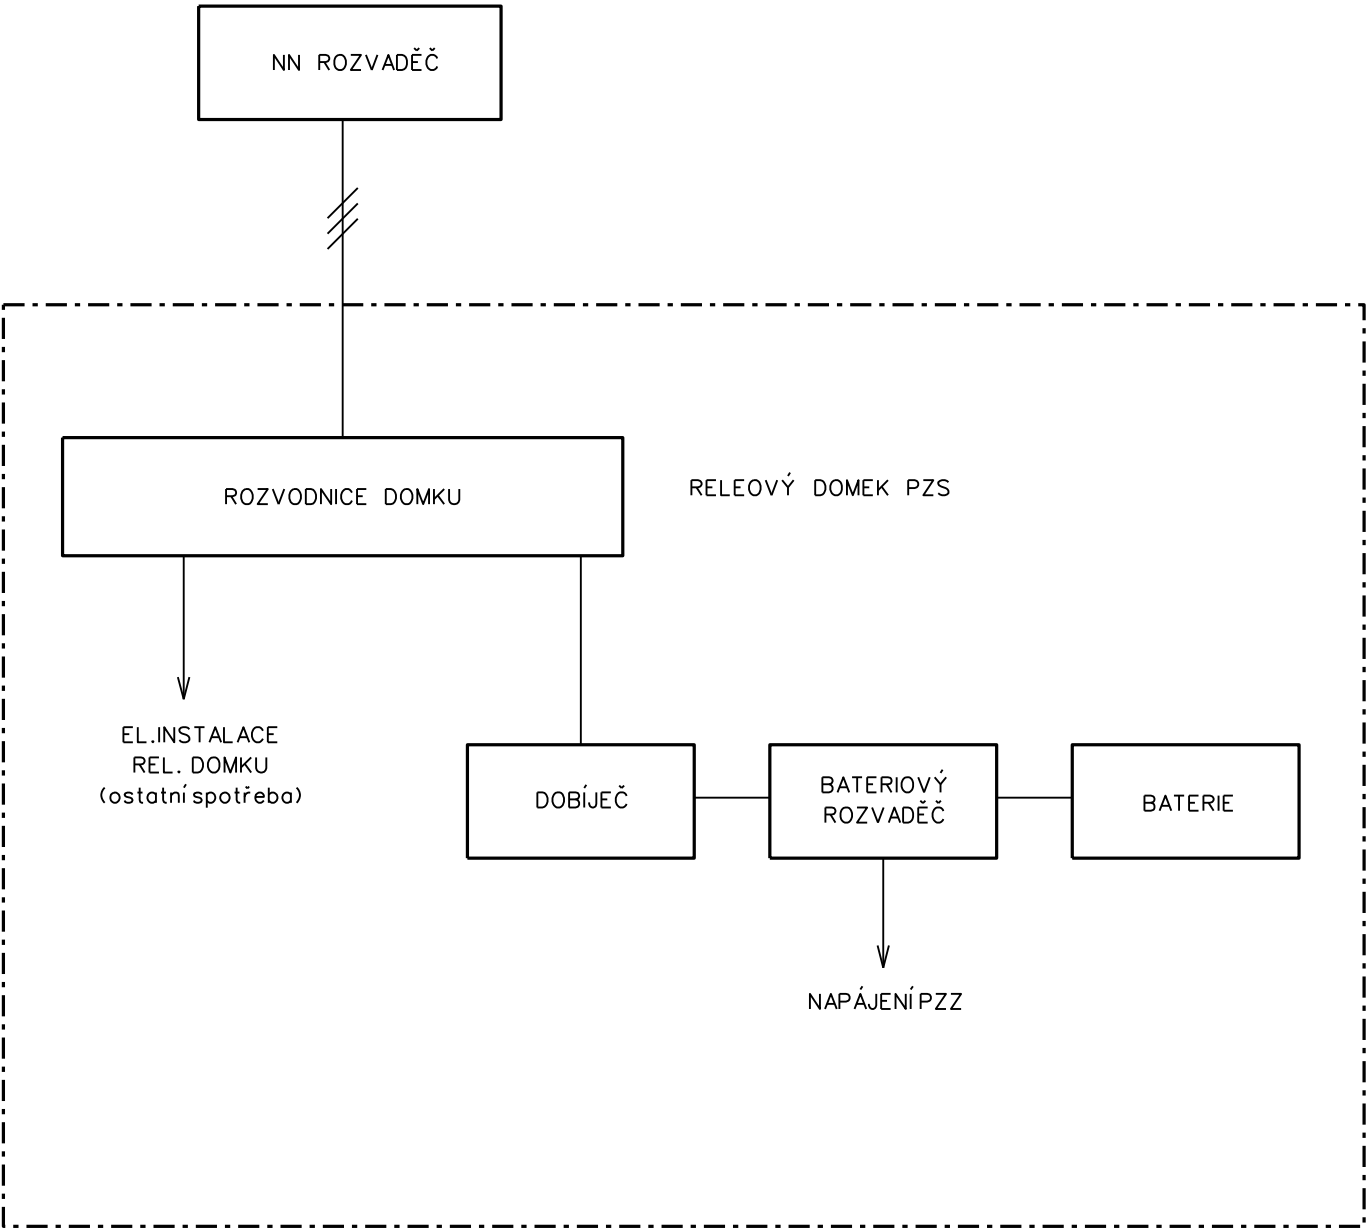 NN ROZVADĚČ
ROZVODNICE DOMKU
RELEOVÝ DOMEK PZS
EL.INSTALACE
REL. DOMKU
(ostatní spotřeba)
DOBÍJEČ
BATERIOVÝ
ROZVADĚČ
BATERIE
NAPÁJENÍ PZZ